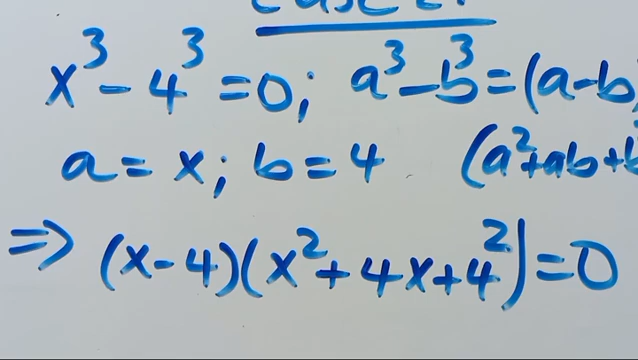 x³ - 4³ = 0; a³ - b³ = (a - b)
a = x; b = 4 (a² + ab + b
⇒ (x - 4)(x² + 4x + 4²) = 0